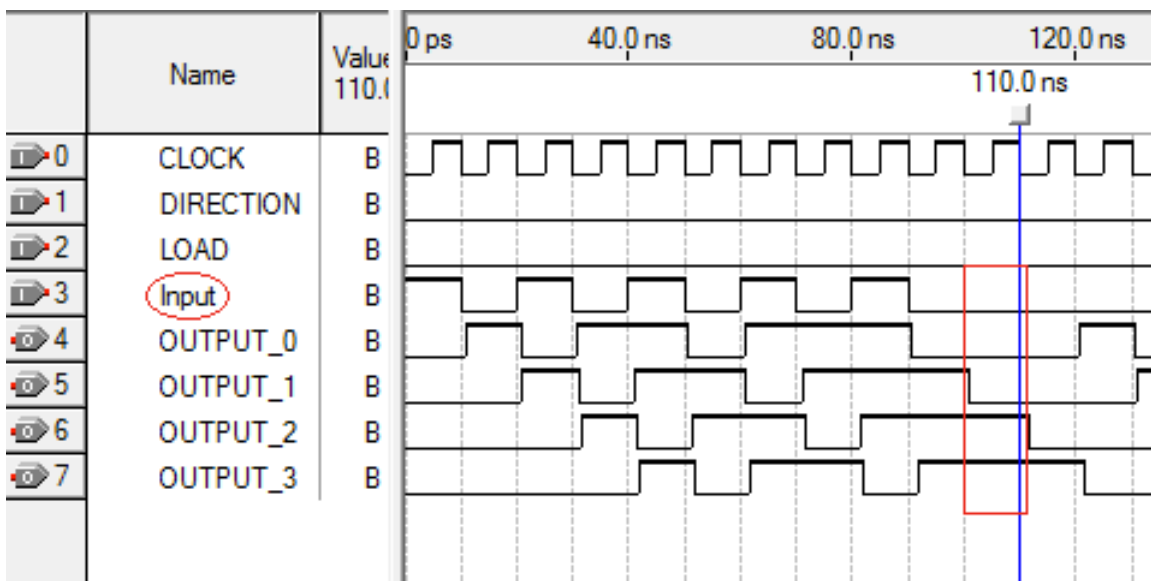 Name
Value
110.0
0 ps
40.0 ns
80.0 ns
120.0 ns
110.0 ns
0 CLOCK B
1 DIRECTION B
2 LOAD B
3 Input B
4 OUTPUT_0 B
5 OUTPUT_1 B
6 OUTPUT_2 B
7 OUTPUT_3 B